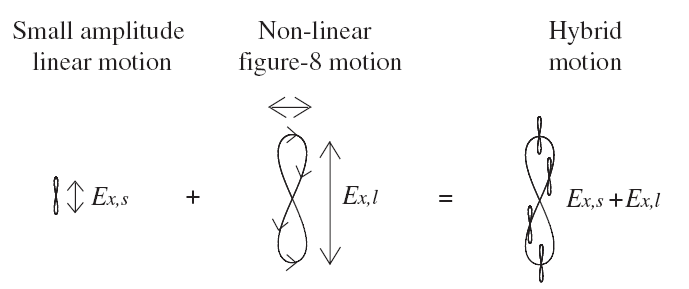 Small amplitude
linear motion
Non-linear
figure-8 motion
Hybrid
motion
Ex,s
+
Ex,l
=
Ex,s + Ex,l